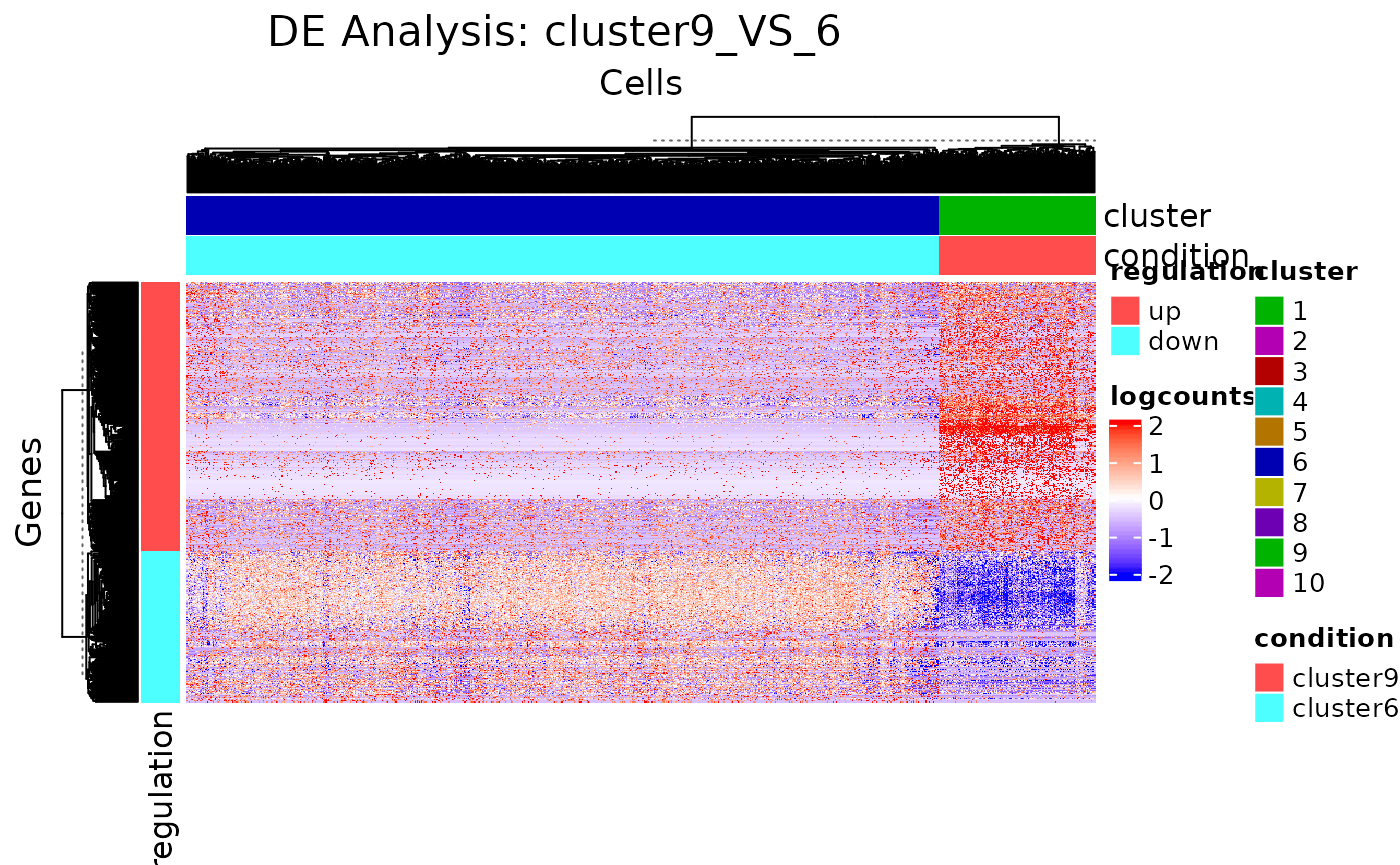 DE Analysis: cluster9_VS_6
Cells
cluster
condition
regulation
up
down
logcounts
2
1
0
-1
-2
cluster
1
2
3
4
5
6
7
8
9
10
condition
cluster9
cluster6
Genes
regulation